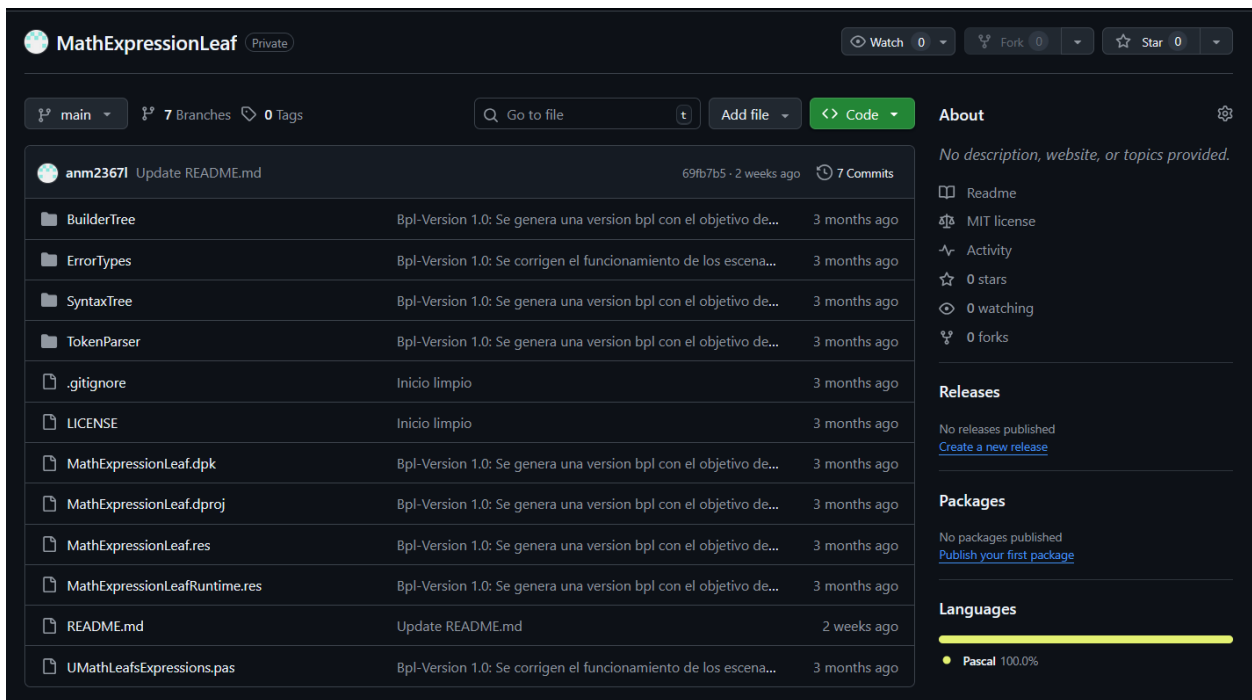 MathExpressionLeaf Private
Watch 0
Fork 0
Star 0
main
7 Branches
0 Tags
Go to file t
Add file
Code
anm2367l Update README.md 69fb7b5 · 2 weeks ago 7 Commits
BuilderTree Bpl-Version 1.0: Se genera una version bpl con el objetivo de... 3 months ago
ErrorTypes Bpl-Version 1.0: Se corrigen el funcionamiento de los escena... 3 months ago
SyntaxTree Bpl-Version 1.0: Se genera una version bpl con el objetivo de... 3 months ago
TokenParser Bpl-Version 1.0: Se genera una version bpl con el objetivo de... 3 months ago
.gitignore Inicio limpio 3 months ago
LICENSE Inicio limpio 3 months ago
MathExpressionLeaf.dpk Bpl-Version 1.0: Se genera una version bpl con el objetivo de... 3 months ago
MathExpressionLeaf.dproj Bpl-Version 1.0: Se genera una version bpl con el objetivo de... 3 months ago
MathExpressionLeaf.res Bpl-Version 1.0: Se genera una version bpl con el objetivo de... 3 months ago
MathExpressionLeafRuntime.res Bpl-Version 1.0: Se genera una version bpl con el objetivo de... 3 months ago
README.md Update README.md 2 weeks ago
UMathLeafsExpressions.pas Bpl-Version 1.0: Se corrigen el funcionamiento de los escena... 3 months ago
About
No description, website, or topics provided.
Readme
MIT license
Activity
0 stars
0 watching
0 forks
Releases
No releases published
Create a new release
Packages
No packages published
Publish your first package
Languages
Pascal 100.0%